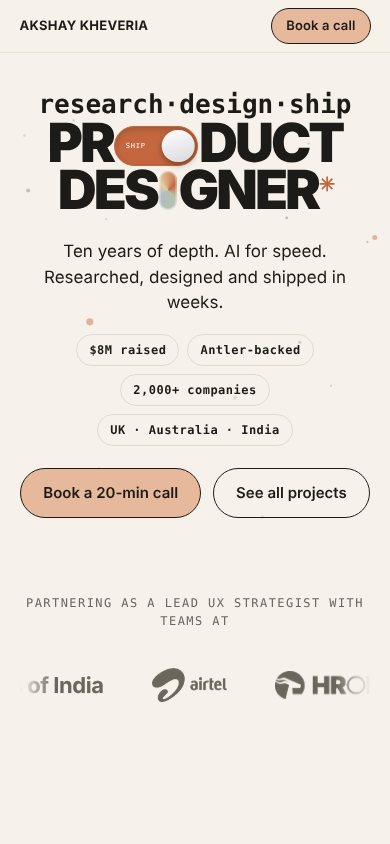 AKSHAY KHEVERIA
Book a call
research·design·ship
PR SHIP DUCT
DES GNER*
Ten years of depth. AI for speed.
Researched, designed and shipped in
weeks.
$8M raised
Antler-backed
2,000+ companies
UK · Australia · India
Book a 20-min call
See all projects
PARTNERING AS A LEAD UX STRATEGIST WITH
TEAMS AT
of India
airtel
HRO